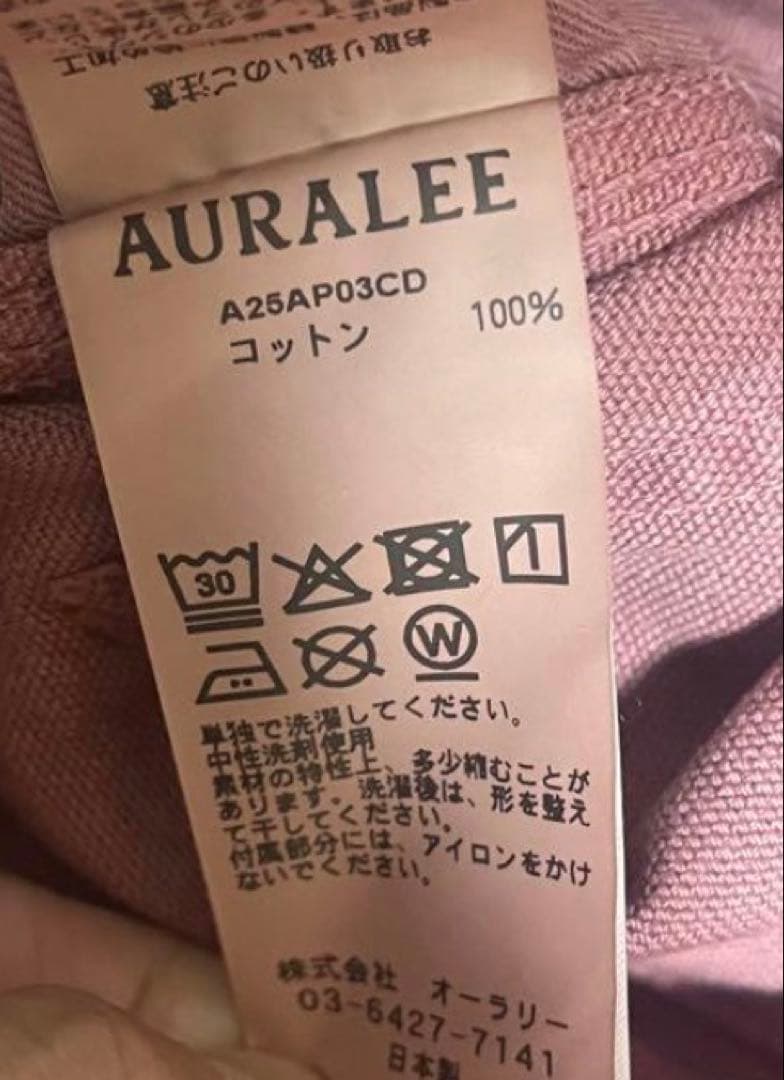 お取り扱いのご注意
AURALEE
A25AP03CD
コットン 100%
30
W
単独で洗濯してください。
中性洗剤使用
素材の特性上、多少縮むことが
あります。洗濯後は、形を整え
て干してください。
付属部分には、アイロンをかけ
ないでください。
株式会社 オーラリー
03-6427-7141
日本製